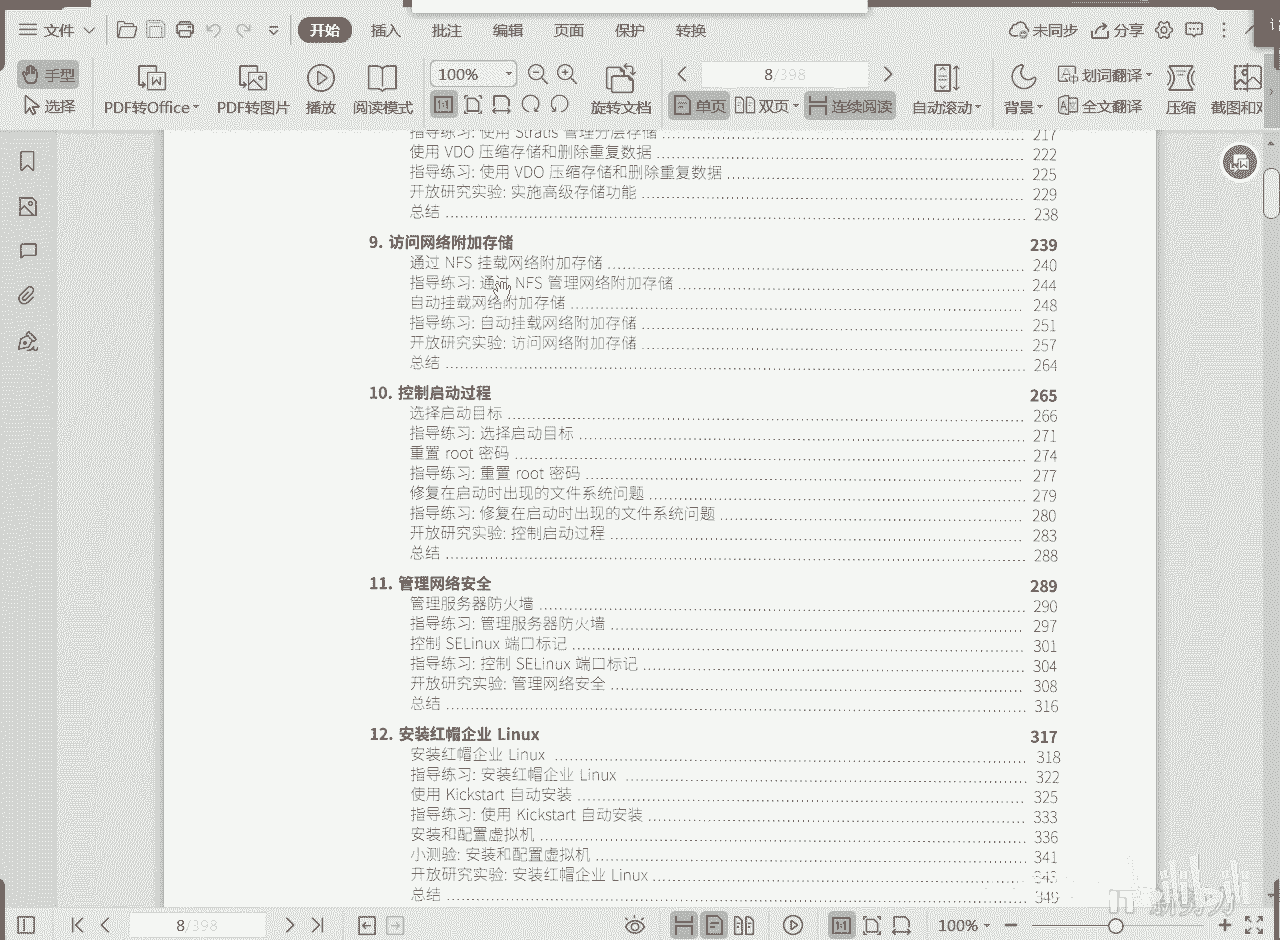 文件 开始 插入 批注 编辑 页面 保护 转换 未同步 分享
手型 100% 8/398 划词翻译
选择 PDF转Office PDF转图片 播放 阅读模式 1:1 旋转文档 单页 双页 连续阅读 自动滚动 背景 全文翻译 压缩 截图和
指导练习: 使用 Stratis 管理分层存储 217
使用 VDO 压缩存储和删除重复数据 222
指导练习: 使用 VDO 压缩存储和删除重复数据 225
开放研究实验: 实施高级存储功能 229
总结 238
9. 访问网络附加存储 239
通过 NFS 挂载网络附加存储 240
指导练习: 通过 NFS 管理网络附加存储 244
自动挂载网络附加存储 248
指导练习: 自动挂载网络附加存储 251
开放研究实验: 访问网络附加存储 257
总结 264
10. 控制启动过程 265
选择启动目标 266
指导练习: 选择启动目标 271
重置 root 密码 274
指导练习: 重置 root 密码 277
修复在启动时出现的文件系统问题 279
指导练习: 修复在启动时出现的文件系统问题 280
开放研究实验: 控制启动过程 283
总结 288
11. 管理网络安全 289
管理服务器防火墙 290
指导练习: 管理服务器防火墙 297
控制 SELinux 端口标记 301
指导练习: 控制 SELinux 端口标记 304
开放研究实验: 管理网络安全 308
总结 316
12. 安装红帽企业 Linux 317
安装红帽企业 Linux 318
指导练习: 安装红帽企业 Linux 322
使用 Kickstart 自动安装 325
指导练习: 使用 Kickstart 自动安装 333
安装和配置虚拟机 336
小测验: 安装和配置虚拟机 341
开放研究实验: 安装红帽企业 Linux
总结 349
8/398 1:1 100%
bilibili